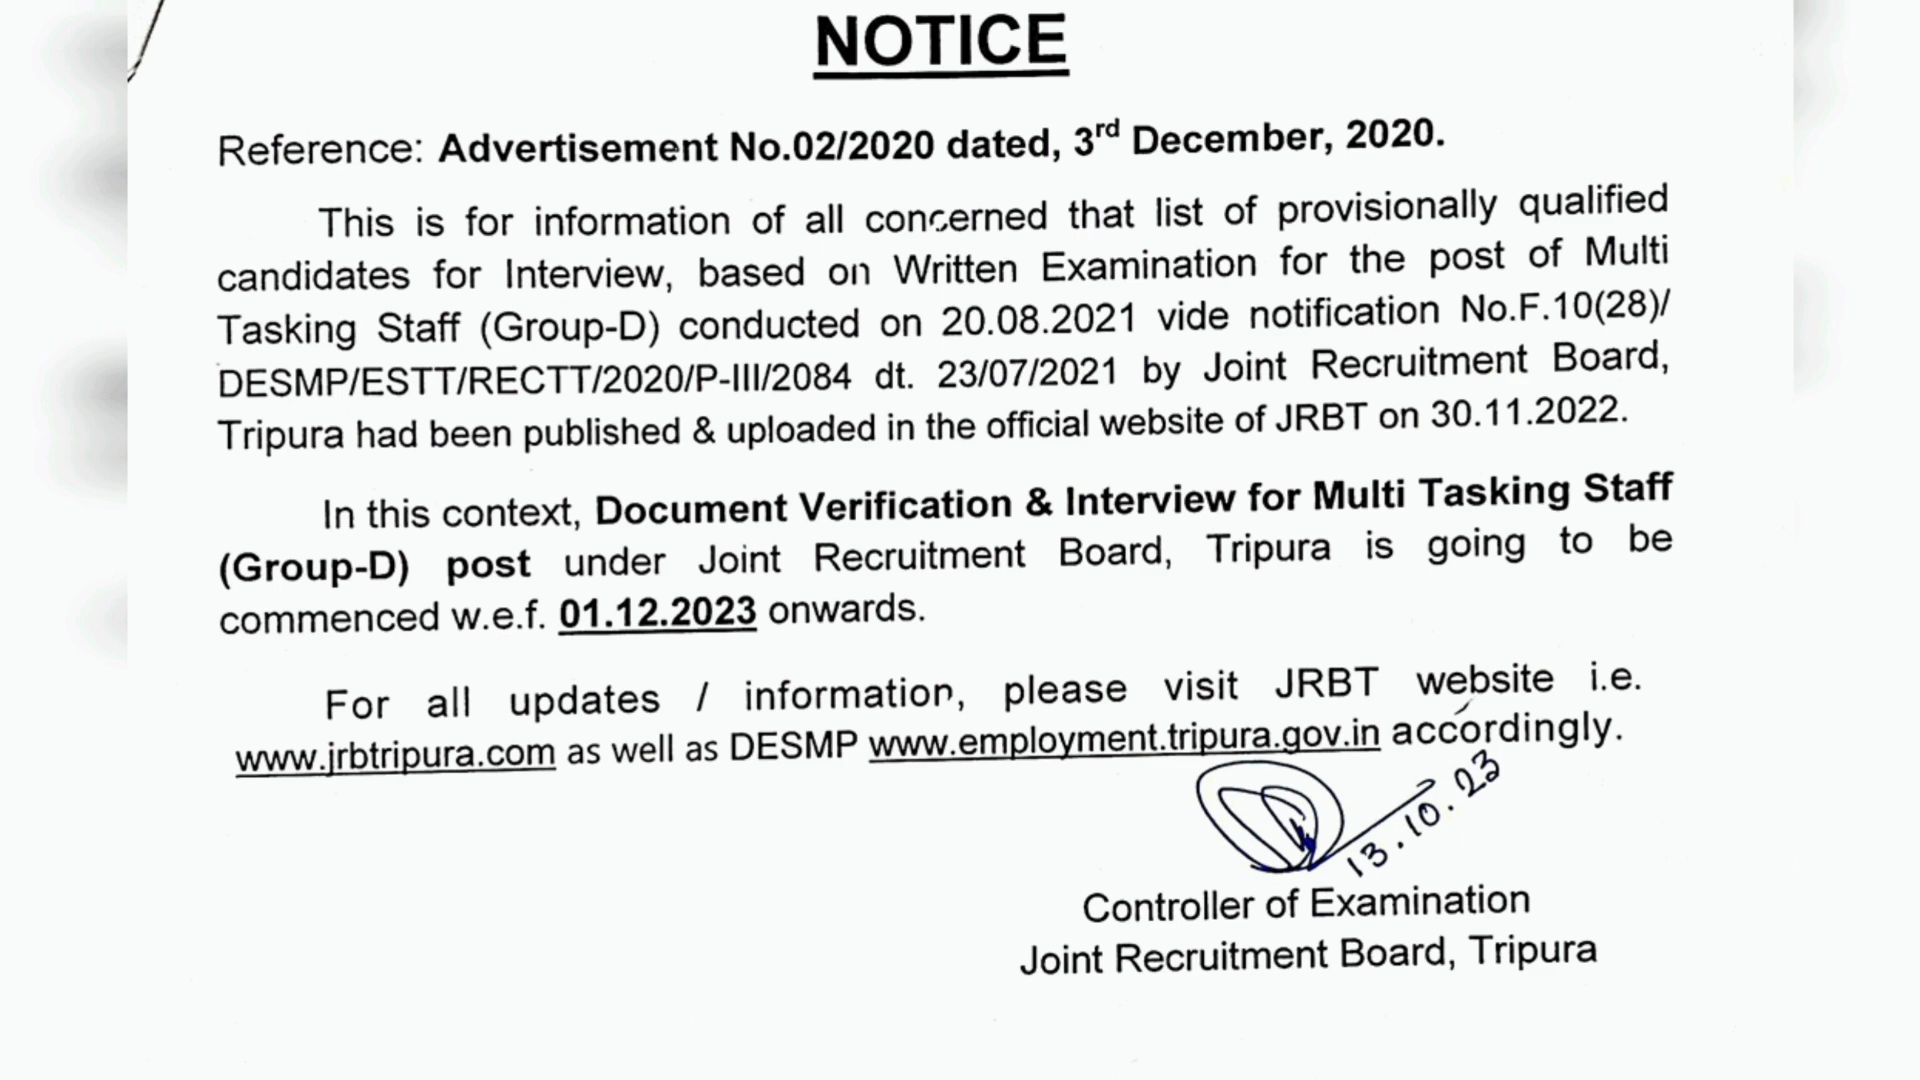 NOTICE
Reference: Advertisement No.02/2020 dated, 3rd December, 2020.
This is for information of all concerned that list of provisionally qualified
candidates for Interview, based on Written Examination for the post of Multi
Tasking Staff (Group-D) conducted on 20.08.2021 vide notification No.F.10(28)/
DESMP/ESTT/RECTT/2020/P-III/2084 dt. 23/07/2021 by Joint Recruitment Board,
Tripura had been published & uploaded in the official website of JRBT on 30.11.2022.
In this context, Document Verification & Interview for Multi Tasking Staff
(Group-D) post under Joint Recruitment Board, Tripura is going to be
commenced w.e.f. 01.12.2023 onwards.
For all updates / information, please visit JRBT website i.e.
www.jrbtripura.com as well as DESMP www.employment.tripura.gov.in accordingly.
13.10.23
Controller of Examination
Joint Recruitment Board, Tripura